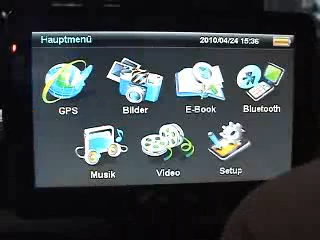 Hauptmenü 2010/04/24 15:36
GPS Bilder E-Book Bluetooth
Musik Video Setup